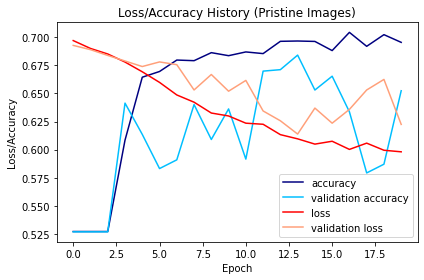 Loss/Accuracy History (Pristine Images)
Loss/Accuracy
0.700
0.675
0.650
0.625
0.600
0.575
0.550
0.525
accuracy
validation accuracy
loss
validation loss
0.0 2.5 5.0 7.5 10.0 12.5 15.0 17.5
Epoch